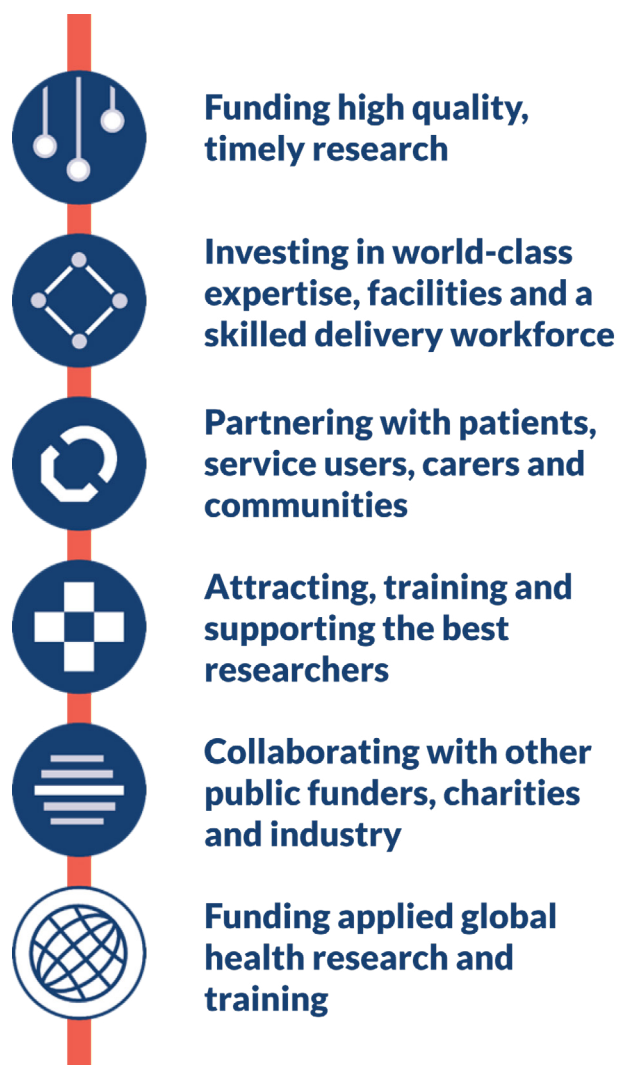 Funding high quality,
timely research
Investing in world-class
expertise, facilities and a
skilled delivery workforce
Partnering with patients,
service users, carers and
communities
Attracting, training and
supporting the best
researchers
Collaborating with other
public funders, charities
and industry
Funding applied global
health research and
training